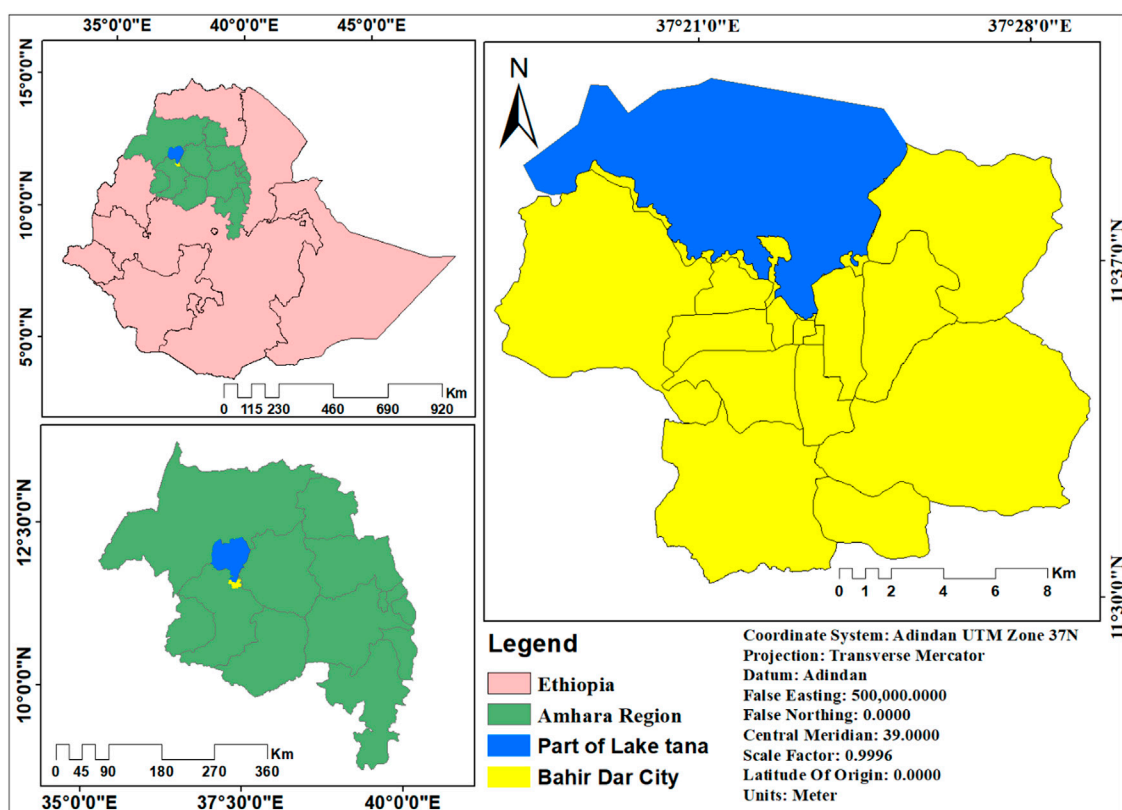 35°0'0"E 40°0'0"E 45°0'0"E
15°0'0"N
10°0'0"N
5°0'0"N
Km
0 115 230 460 690 920
12°30'0"N
10°0'0"N
Km
0 45 90 180 270 360
35°0'0"E 37°30'0"E 40°0'0"E
37°21'0"E 37°28'0"E
N
11°37'0"N
11°30'0"N
Km
0 1 2 4 6 8
Legend
Ethiopia
Amhara Region
Part of Lake tana
Bahir Dar City
Coordinate System: Adindan UTM Zone 37N
Projection: Transverse Mercator
Datum: Adindan
False Easting: 500,000.0000
False Northing: 0.0000
Central Meridian: 39.0000
Scale Factor: 0.9996
Latitude Of Origin: 0.0000
Units: Meter